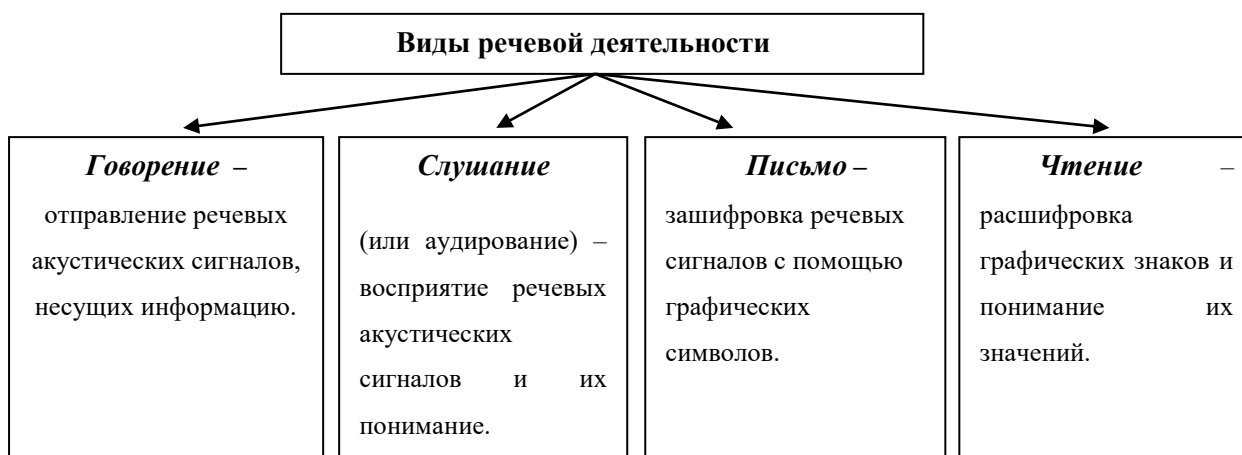 Виды речевой деятельности
Говорение –
отправление речевых
акустических сигналов,
несущих информацию.
Слушание
(или аудирование) –
восприятие речевых
акустических
сигналов и их
понимание.
Письмо –
зашифровка речевых
сигналов с помощью
графических
символов.
Чтение –
расшифровка
графических знаков и
понимание их
значений.